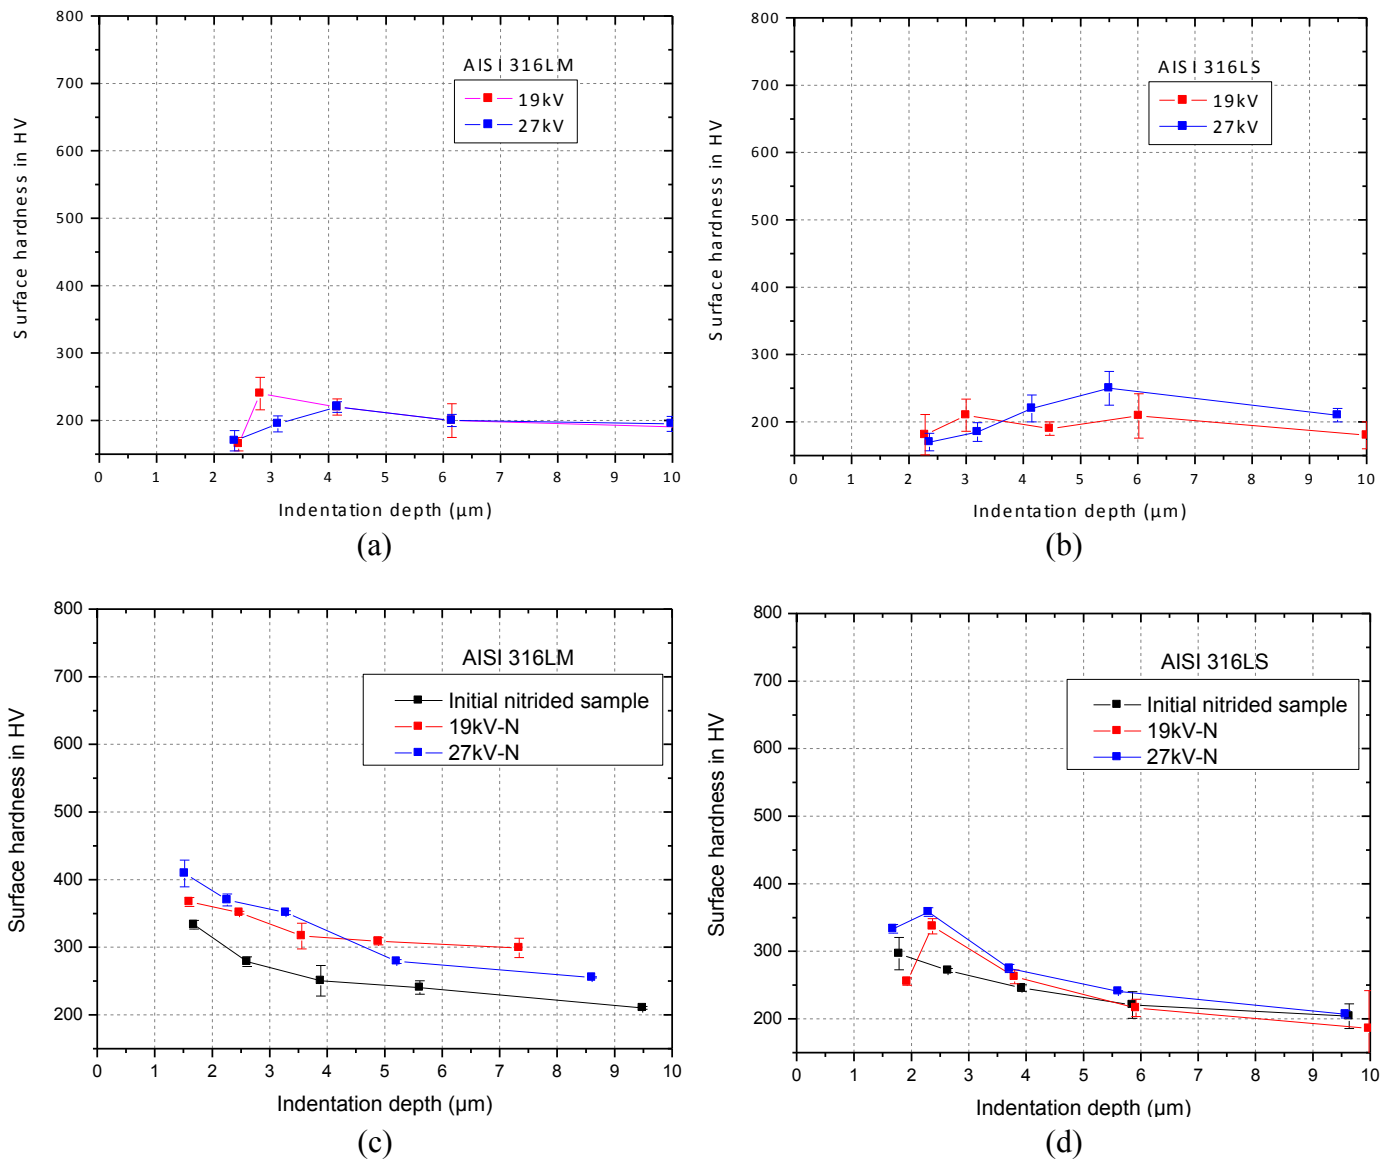 800
700
600
500
400
300
200
Surface hardness in HV
AISI 316LM
19kV
27kV
0 1 2 3 4 5 6 7 8 9 10
Indentation depth (µm)
(a)
800
700
600
500
400
300
200
Surface hardness in HV
AISI 316LS
19kV
27kV
0 1 2 3 4 5 6 7 8 9 10
Indentation depth (µm)
(b)
800
700
600
500
400
300
200
Surface hardness in HV
AISI 316LM
Initial nitrided sample
19kV-N
27kV-N
0 1 2 3 4 5 6 7 8 9 10
Indentation depth (µm)
(c)
800
700
600
500
400
300
200
Surface hardness in HV
AISI 316LS
Initial nitrided sample
19kV-N
27kV-N
0 1 2 3 4 5 6 7 8 9 10
Indentation depth (µm)
(d)